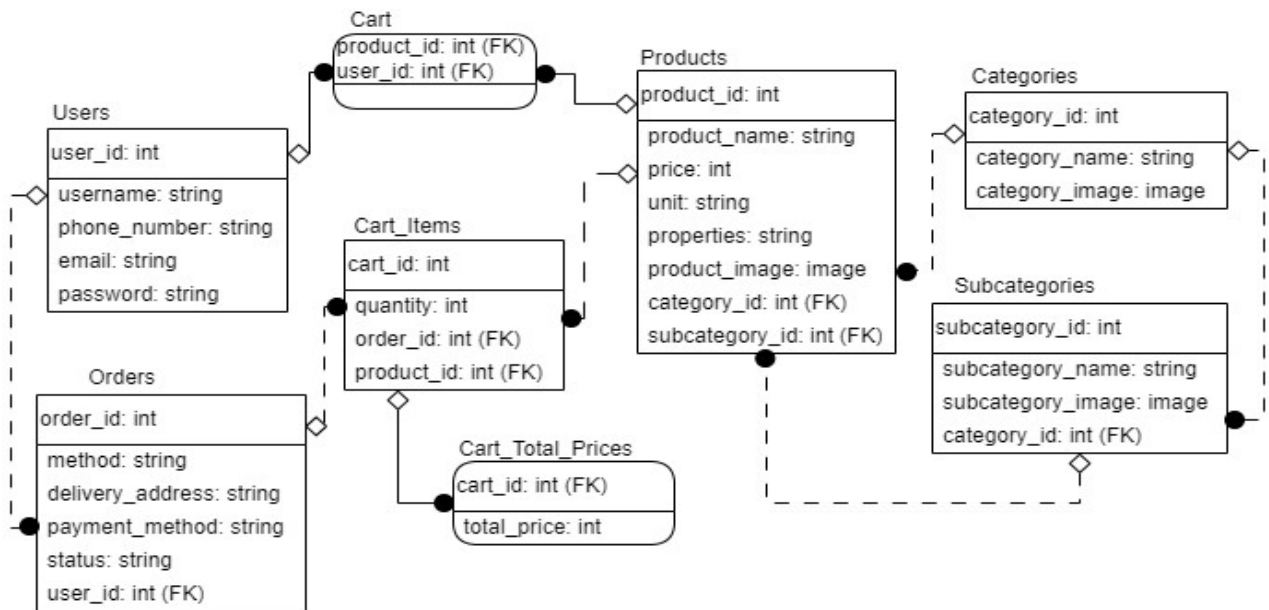 Cart
product_id: int (FK)
user_id: int (FK)
Users
user_id: int
username: string
phone_number: string
email: string
password: string
Products
product_id: int
product_name: string
price: int
unit: string
properties: string
product_image: image
category_id: int (FK)
subcategory_id: int (FK)
Categories
category_id: int
category_name: string
category_image: image
Cart_Items
cart_id: int
quantity: int
order_id: int (FK)
product_id: int (FK)
Subcategories
subcategory_id: int
subcategory_name: string
subcategory_image: image
category_id: int (FK)
Orders
order_id: int
method: string
delivery_address: string
payment_method: string
status: string
user_id: int (FK)
Cart_Total_Prices
cart_id: int (FK)
total_price: int